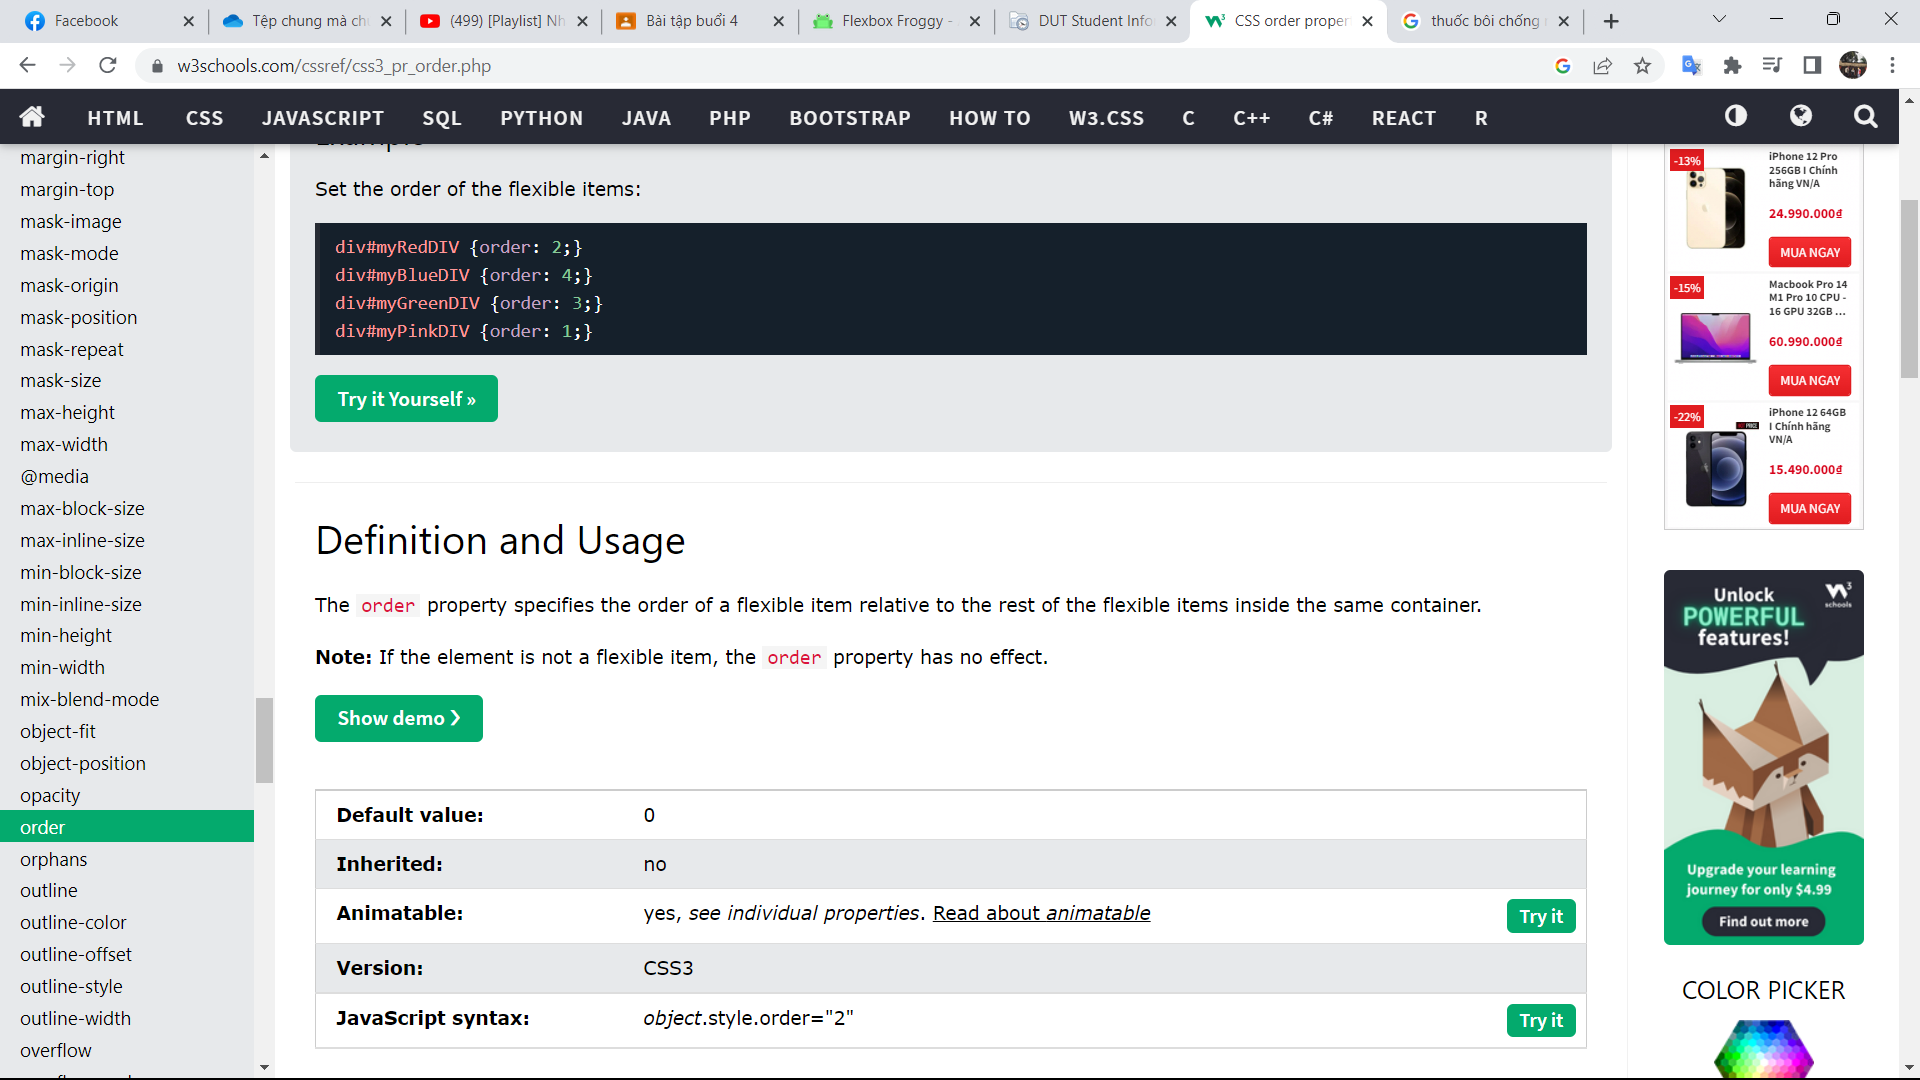 Facebook
Tệp chung mà ch
(499) [Playlist] Nh
Bài tập buổi 4
Flexbox Froggy -
DUT Student Info
CSS order proper
thuốc bôi chống
w3schools.com/cssref/css3_pr_order.php
HTML CSS JAVASCRIPT SQL PYTHON JAVA PHP BOOTSTRAP HOW TO W3.CSS C C++ C# REACT R
margin-right
margin-top
mask-image
mask-mode
mask-origin
mask-position
mask-repeat
mask-size
max-height
max-width
@media
max-block-size
max-inline-size
min-block-size
min-inline-size
min-height
min-width
mix-blend-mode
object-fit
object-position
opacity
order
orphans
outline
outline-color
outline-offset
outline-style
outline-width
overflow
Example
Set the order of the flexible items:
div#myRedDIV {order: 2;}
div#myBlueDIV {order: 4;}
div#myGreenDIV {order: 3;}
div#myPinkDIV {order: 1;}
Try it Yourself »
Definition and Usage
The order property specifies the order of a flexible item relative to the rest of the flexible items inside the same container.
Note: If the element is not a flexible item, the order property has no effect.
Show demo ❯
Default value: 0
Inherited: no
Animatable: yes, see individual properties. Read about animatable Try it
Version: CSS3
JavaScript syntax: object.style.order="2" Try it
-13%
iPhone 12 Pro
256GB I Chính
hãng VN/A
24.990.000₫
MUA NGAY
-15%
Macbook Pro 14
M1 Pro 10 CPU -
16 GPU 32GB ...
60.990.000₫
MUA NGAY
-22%
iPhone 12 64GB
I Chính hãng
VN/A
15.490.000₫
MUA NGAY
Unlock
POWERFUL
features!
W3
schools
Upgrade your learning
journey for only $4.99
Find out more
COLOR PICKER